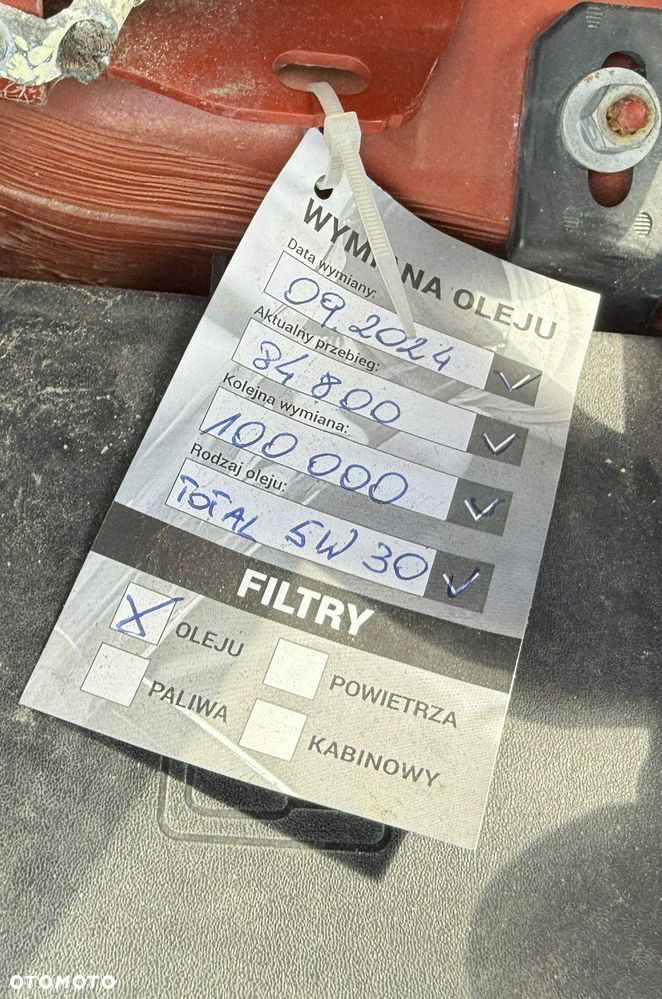 WYMIANA OLEJU
Data wymiany:
09.2024
Aktualny przebieg:
84 800
Kolejna wymiana:
100 000
Rodzaj oleju:
TOTAL 5W 30
FILTRY
OLEJU
POWIETRZA
PALIWA
KABINOWY
OTOMOTO